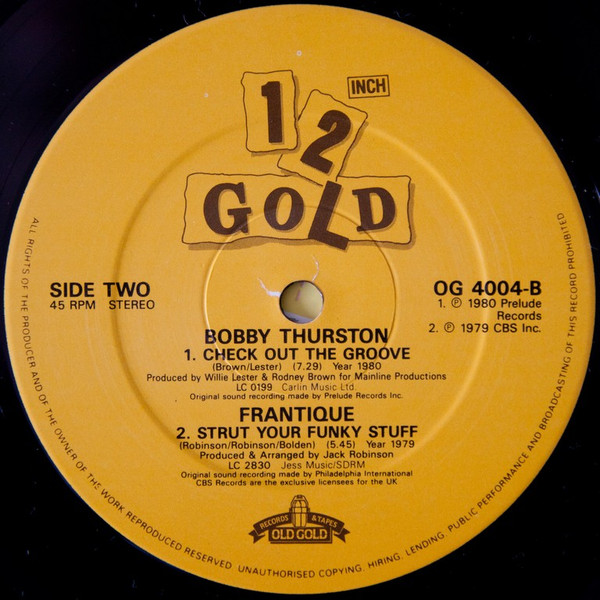 12 INCH
GOLD
SIDE TWO
45 RPM STEREO
OG 4004-B
1. ℗ 1980 Prelude
Records
2. ℗ 1979 CBS Inc.
BOBBY THURSTON
1. CHECK OUT THE GROOVE
(Brown/Lester) (7.29) Year 1980
Produced by Willie Lester & Rodney Brown for Mainline Productions
LC 0199 Carlin Music Ltd.
Original sound recording made by Prelude Records Inc.
FRANTIQUE
2. STRUT YOUR FUNKY STUFF
(Robinson/Robinson/Bolden) (5.45) Year 1979
Produced & Arranged by Jack Robinson
LC 2830 Jess Music/SDRM
Original sound recording made by Philadelphia International
CBS Records are the exclusive licensees for the UK
RECORDS & TAPES
OLD GOLD
ALL RIGHTS OF THE PRODUCER AND OF THE OWNER OF THE WORK REPRODUCED RESERVED. UNAUTHORISED COPYING, HIRING, LENDING, PUBLIC PERFORMANCE AND BROADCASTING OF THIS RECORD PROHIBITED